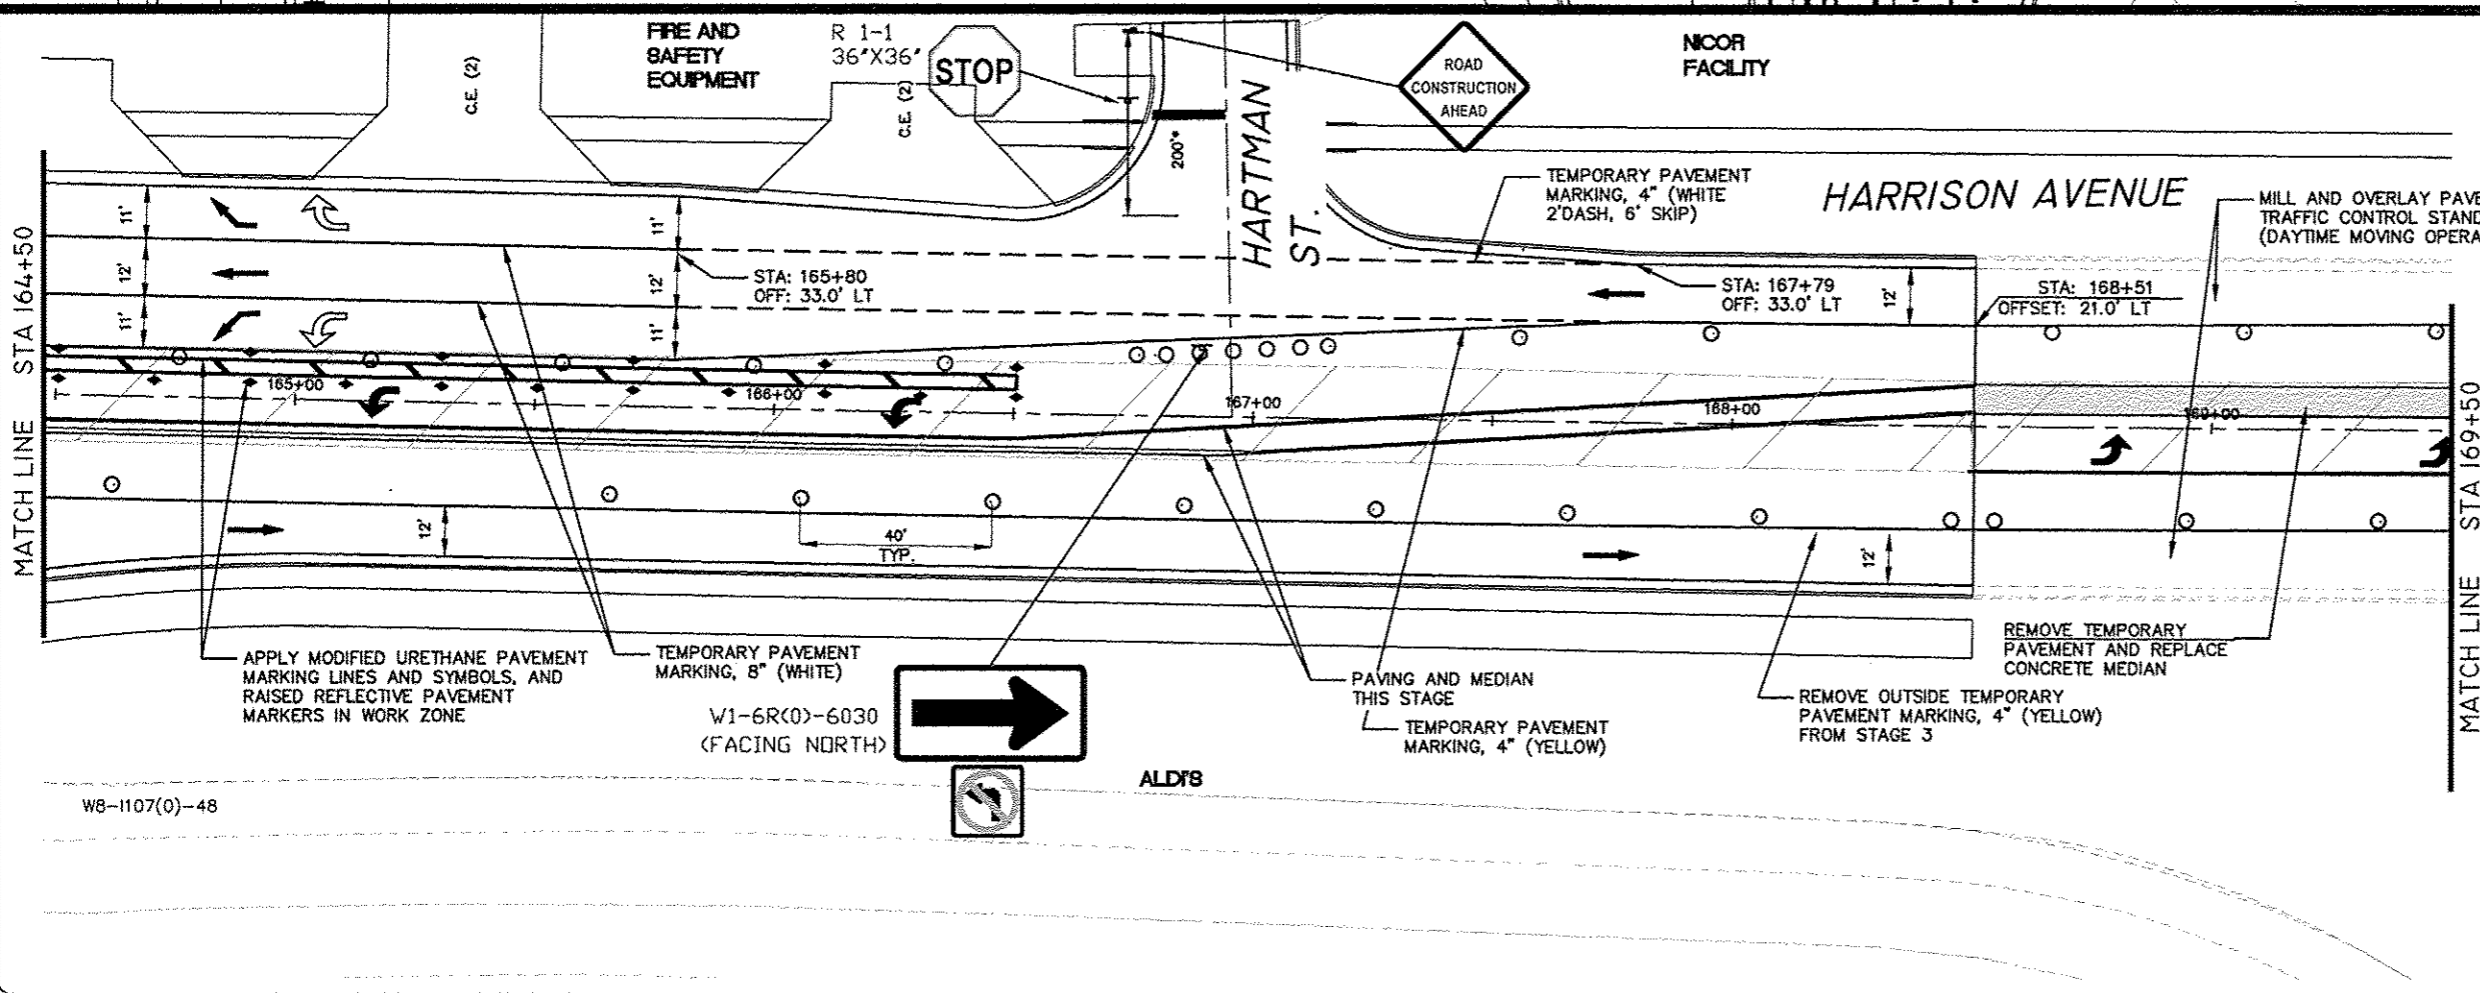 FIRE AND
SAFETY
EQUIPMENT
R 1-1
36"X36"
STOP
C.E. (2)
C.E. (2)
200'±
HARTMAN
ST.
ROAD
CONSTRUCTION
AHEAD
NICOR
FACILITY
TEMPORARY PAVEMENT
MARKING, 4" (WHITE
2'DASH, 6' SKIP)
HARRISON AVENUE
MILL AND OVERLAY
TRAFFIC CONTROL
(DAYTIME MOVING
MATCH LINE STA 164+50
11'
12'
11'
11'
12'
11'
STA: 165+80
OFF: 33.0' LT
STA: 167+79
OFF: 33.0' LT
12'
STA: 168+51
OFFSET: 21.0' LT
165+00
166+00
167+00
168+00
169+00
MATCH LINE STA 169+50
12'
40'
TYP.
12'
APPLY MODIFIED URETHANE PAVEMENT
MARKING LINES AND SYMBOLS, AND
RAISED REFLECTIVE PAVEMENT
MARKERS IN WORK ZONE
TEMPORARY PAVEMENT
MARKING, 8" (WHITE)
W1-6R(O)-6030
(FACING NORTH)
PAVING AND MEDIAN
THIS STAGE
TEMPORARY PAVEMENT
MARKING, 4" (YELLOW)
REMOVE OUTSIDE TEMPORARY
PAVEMENT MARKING, 4" (YELLOW)
FROM STAGE 3
REMOVE TEMPORARY
PAVEMENT AND REPLACE
CONCRETE MEDIAN
ALDI'S
W8-1107(O)-48